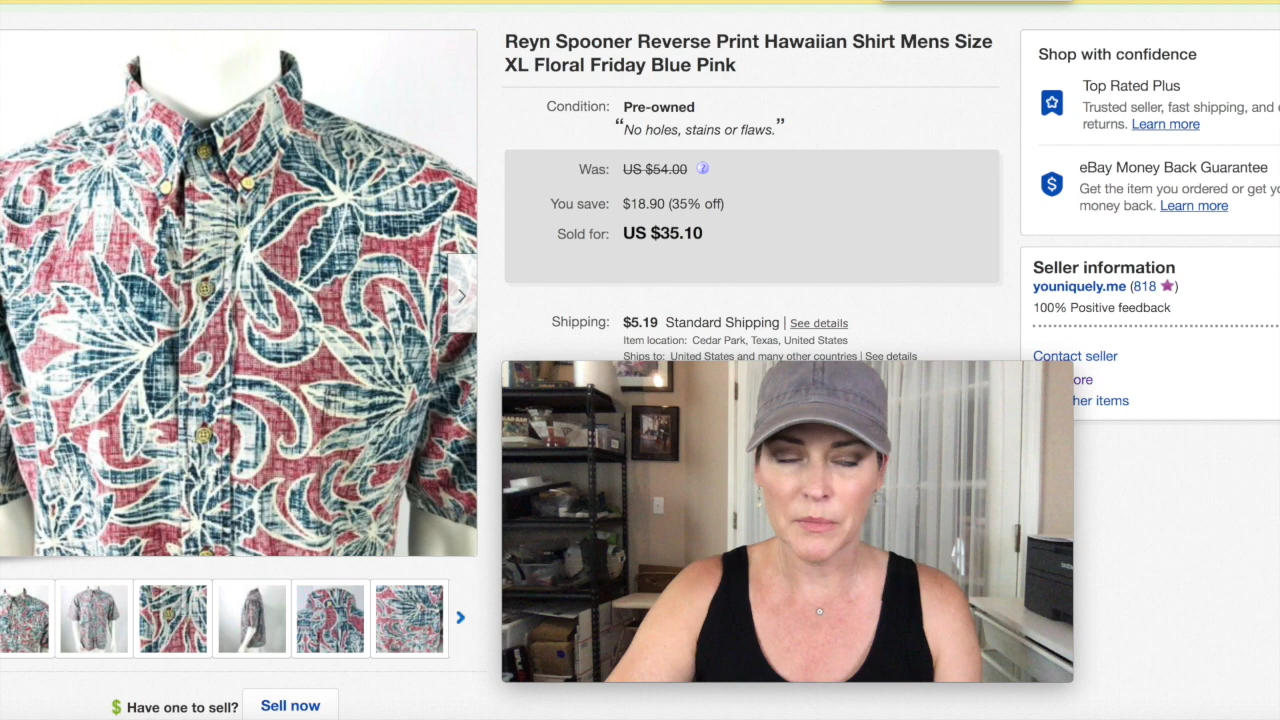 Reyn Spooner Reverse Print Hawaiian Shirt Mens Size
XL Floral Friday Blue Pink
Condition: Pre-owned
“No holes, stains or flaws.”
Was: US $54.00 ?
You save: $18.90 (35% off)
Sold for: US $35.10
Shipping: $5.19 Standard Shipping | See details
Item location: Cedar Park, Texas, United States
Ships to: United States and many other countries | See details
Shop with confidence
Top Rated Plus
Trusted seller, fast shipping, and
returns. Learn more
eBay Money Back Guarantee
Get the item you ordered or get
money back. Learn more
Seller information
youniquely.me (818 ★)
100% Positive feedback
Contact seller
ore
her items
$ Have one to sell? Sell now